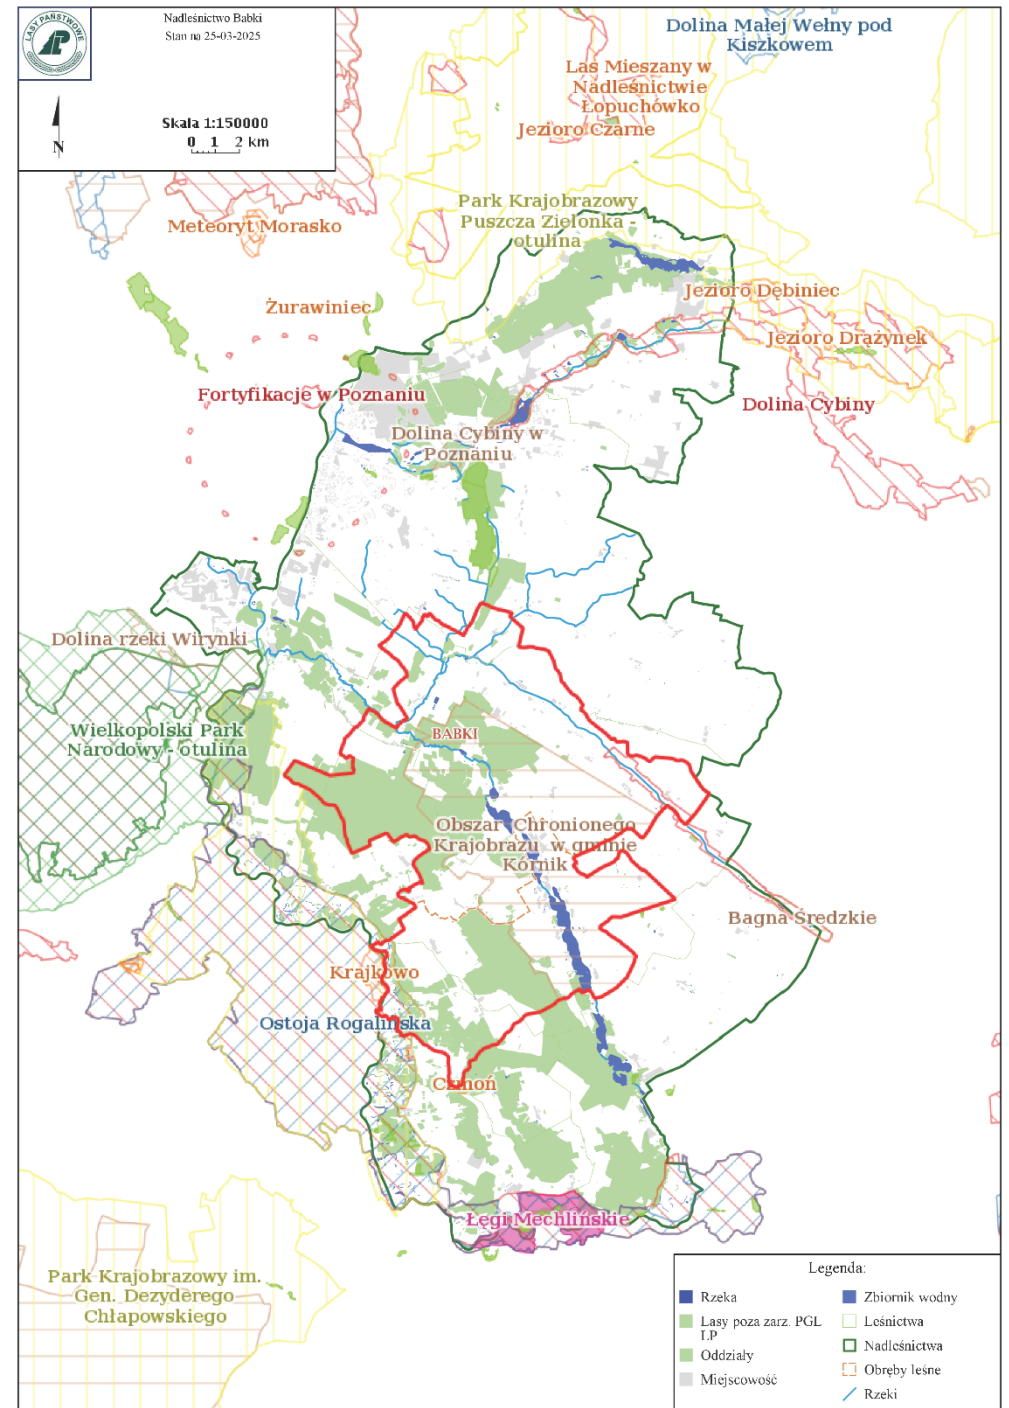 LASY PAŃSTWOWE
Nadleśnictwo Babki
Stan na 25-03-2025
Skala 1:150000
0 1 2 km
N
Dolina Małej Wełny pod
Kiszkowem
Las Mieszany w
Nadleśnictwie
Łopuchówko
Jezioro Czarne
Park Krajobrazowy
Puszcza Zielonka -
otulina
Meteoryt Morasko
Jezioro Dębiniec
Żurawiniec
Jezioro Drążynek
Fortyfikacje w Poznaniu
Dolina Cybiny
Dolina Cybiny w
Poznaniu
Dolina rzeki Wirynki
Wielkopolski Park
Narodowy - otulina
BABKI
Obszar Chronionego
Krajobrazu w gminie
Kórnik
Bagna Średzkie
Krajkowo
Ostoja Rogalińska
Czmoń
Łęgi Mechlińskie
Park Krajobrazowy im.
Gen. Dezyderego
Chłapowskiego
Legenda:
Rzeka
Lasy poza zarz. PGL
LP
Oddziały
Miejscowość
Zbiornik wodny
Leśnictwa
Nadleśnictwa
Obręby leśne
Rzeki